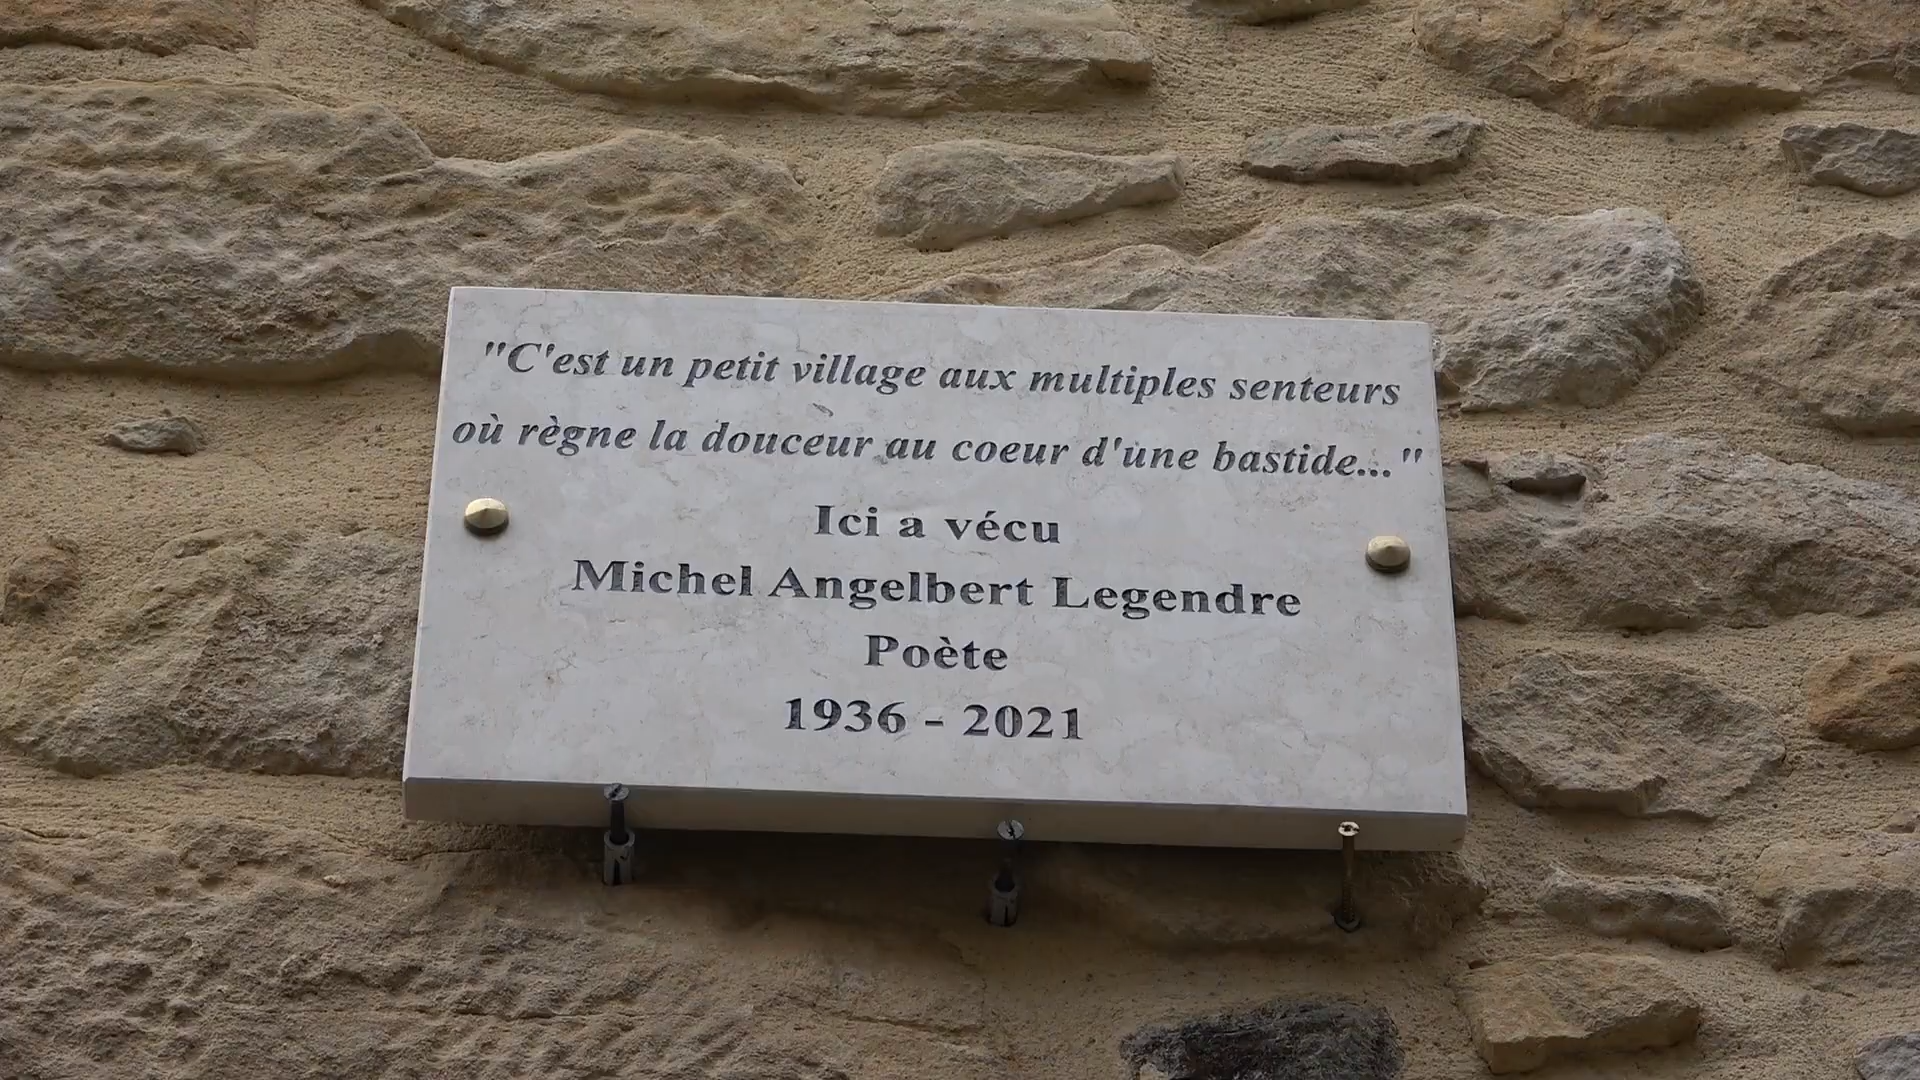 "C'est un petit village aux multiples senteurs
où règne la douceur au coeur d'une bastide..."
Ici a vécu
Michel Angelbert Legendre
Poète
1936 - 2021